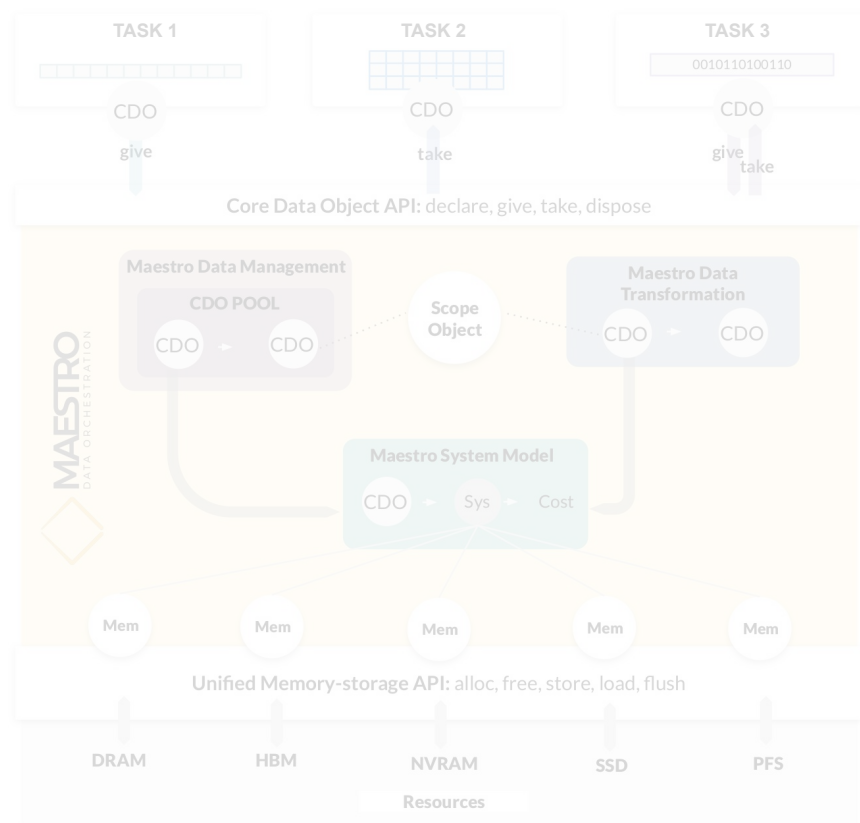 TASK 1
TASK 2
TASK 3
0010110100110
CDO
CDO
CDO
give
take
give
take
Core Data Object API: declare, give, take, dispose
Maestro Data Management
CDO POOL
CDO
CDO
Scope
Object
Maestro Data
Transformation
CDO
CDO
MAESTRO
DATA ORCHESTRATION
Maestro System Model
CDO
Sys
Cost
Mem
Mem
Mem
Mem
Mem
Unified Memory-storage API: alloc, free, store, load, flush
DRAM
HBM
NVRAM
SSD
PFS
Resources